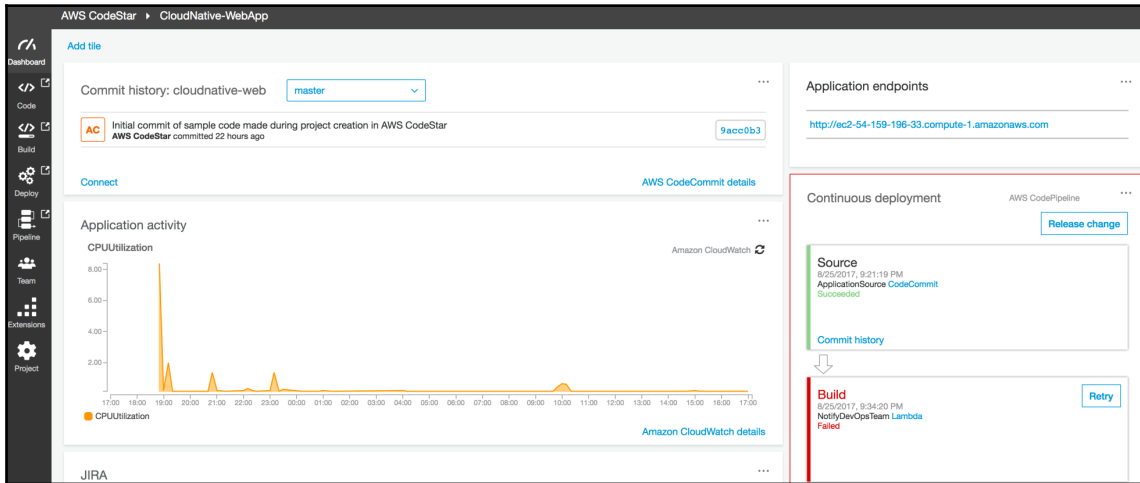 AWS CodeStar ▸ CloudNative-WebApp
Dashboard
Code
Build
Deploy
Pipeline
Team
Extensions
Project
Add tile
Commit history: cloudnative-web
master
AC
Initial commit of sample code made during project creation in AWS CodeStar
AWS CodeStar committed 22 hours ago
9acc0b3
Connect
AWS CodeCommit details
Application activity
CPUUtilization
Amazon CloudWatch
8.00
6.00
4.00
2.00
17:00 18:00 19:00 20:00 21:00 22:00 23:00 00:00 01:00 02:00 03:00 04:00 05:00 06:00 07:00 08:00 09:00 10:00 11:00 12:00 13:00 14:00 15:00 16:00 17:00
CPUUtilization
Amazon CloudWatch details
JIRA
Application endpoints
http://ec2-54-159-196-33.compute-1.amazonaws.com
Continuous deployment
AWS CodePipeline
Release change
Source
8/25/2017, 9:21:19 PM
ApplicationSource CodeCommit
Succeeded
Commit history
Build
Retry
8/25/2017, 9:34:20 PM
NotifyDevOpsTeam Lambda
Failed